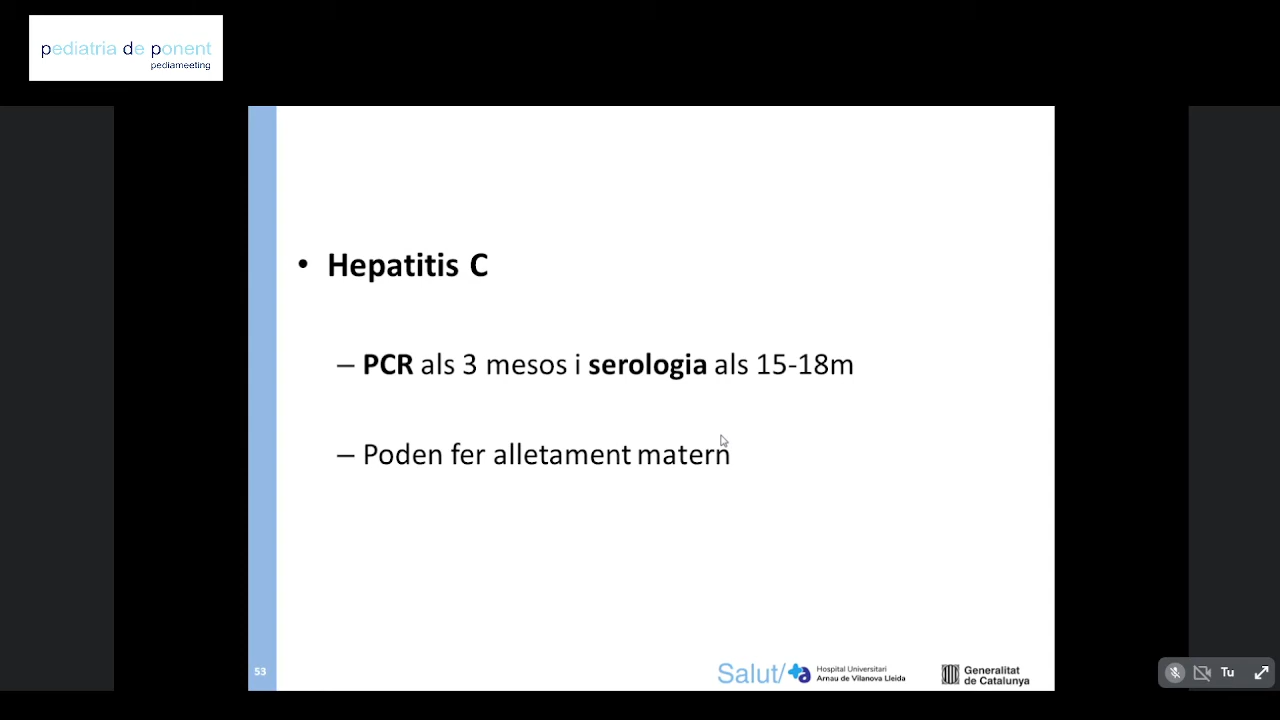 pediatria de ponent
pediameeting
• Hepatitis C
– PCR als 3 mesos i serologia als 15-18m
– Poden fer alletament matern
53
Salut/
Hospital Universitari
Arnau de Vilanova Lleida
Generalitat
de Catalunya
Tu